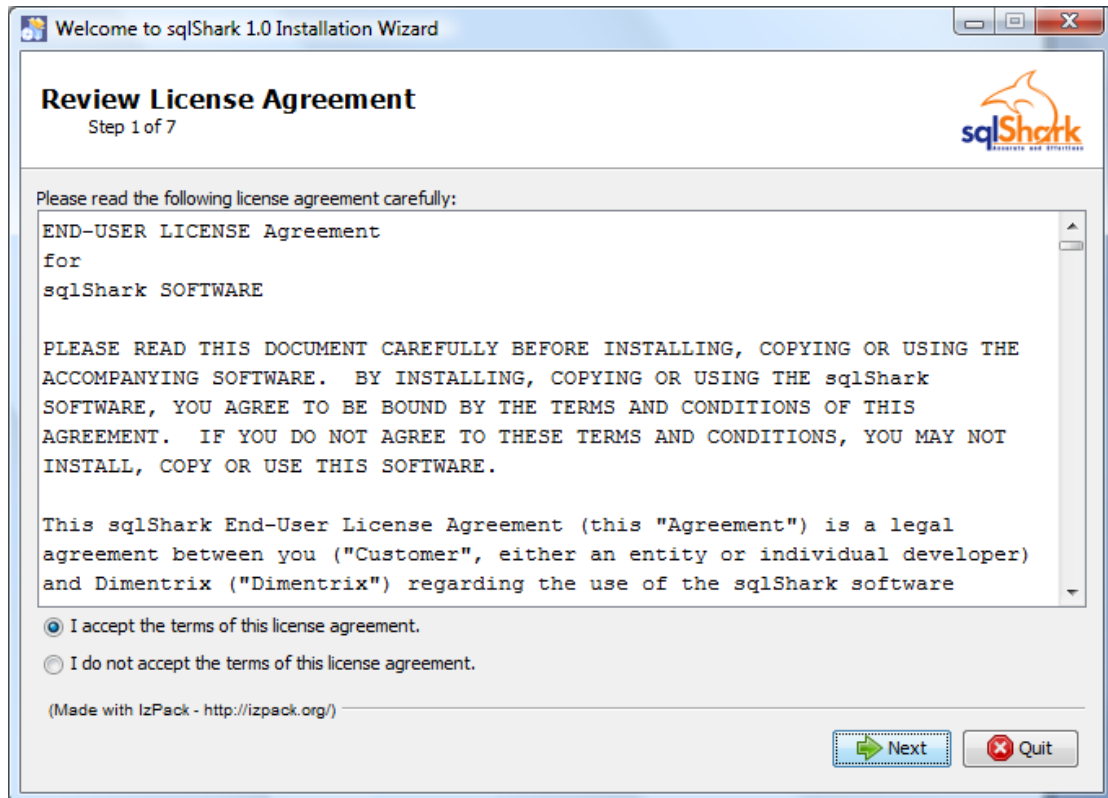 Welcome to sqlShark 1.0 Installation Wizard
Review License Agreement
Step 1 of 7
sqlShark
Accurate and Effortless
Please read the following license agreement carefully:
END-USER LICENSE Agreement
for
sqlShark SOFTWARE
PLEASE READ THIS DOCUMENT CAREFULLY BEFORE INSTALLING, COPYING OR USING THE
ACCOMPANYING SOFTWARE.  BY INSTALLING, COPYING OR USING THE sqlShark
SOFTWARE, YOU AGREE TO BE BOUND BY THE TERMS AND CONDITIONS OF THIS
AGREEMENT.  IF YOU DO NOT AGREE TO THESE TERMS AND CONDITIONS, YOU MAY NOT
INSTALL, COPY OR USE THIS SOFTWARE.
This sqlShark End-User License Agreement (this "Agreement") is a legal
agreement between you ("Customer", either an entity or individual developer)
and Dimentrix ("Dimentrix") regarding the use of the sqlShark software
I accept the terms of this license agreement.
I do not accept the terms of this license agreement.
(Made with IzPack - http://izpack.org/)
Next
Quit